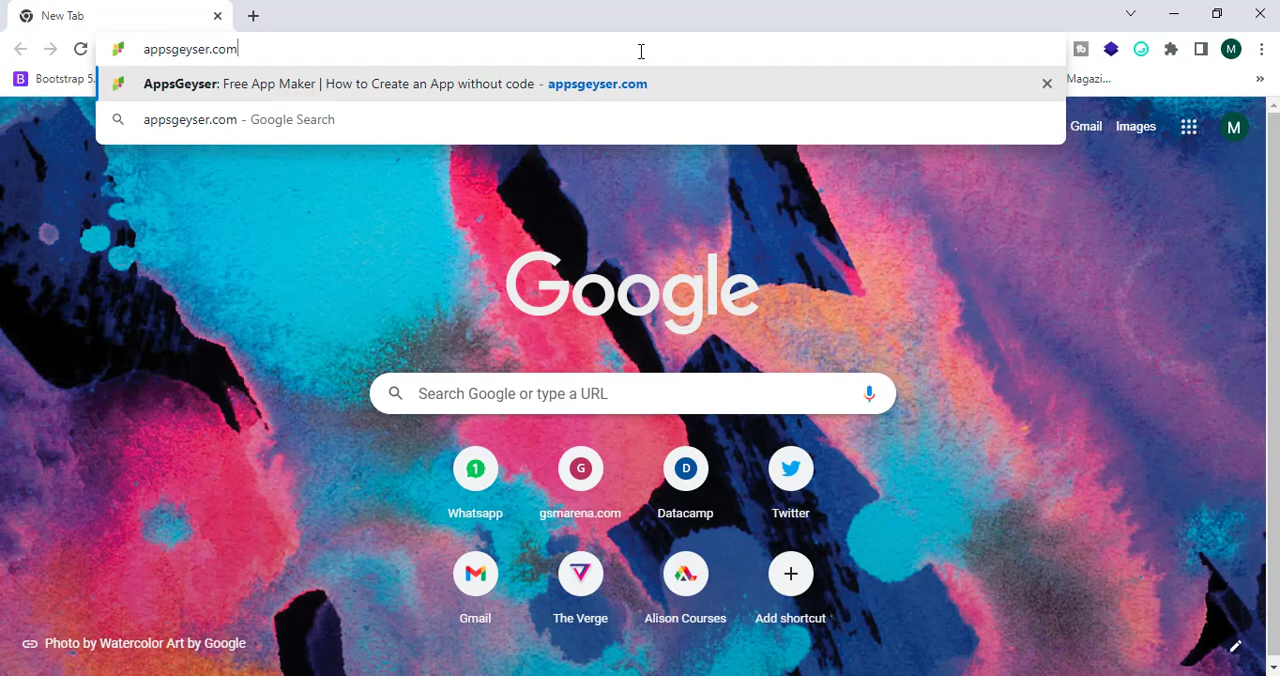 New Tab
appsgeyser.com
AppsGeyser: Free App Maker | How to Create an App without code - appsgeyser.com
appsgeyser.com - Google Search
M
B Bootstrap 5.
Magazi...
Gmail Images M
Google
Search Google or type a URL
1 G D
Whatsapp gsmarena.com Datacamp Twitter
Gmail The Verge Alison Courses Add shortcut
Photo by Watercolor Art by Google